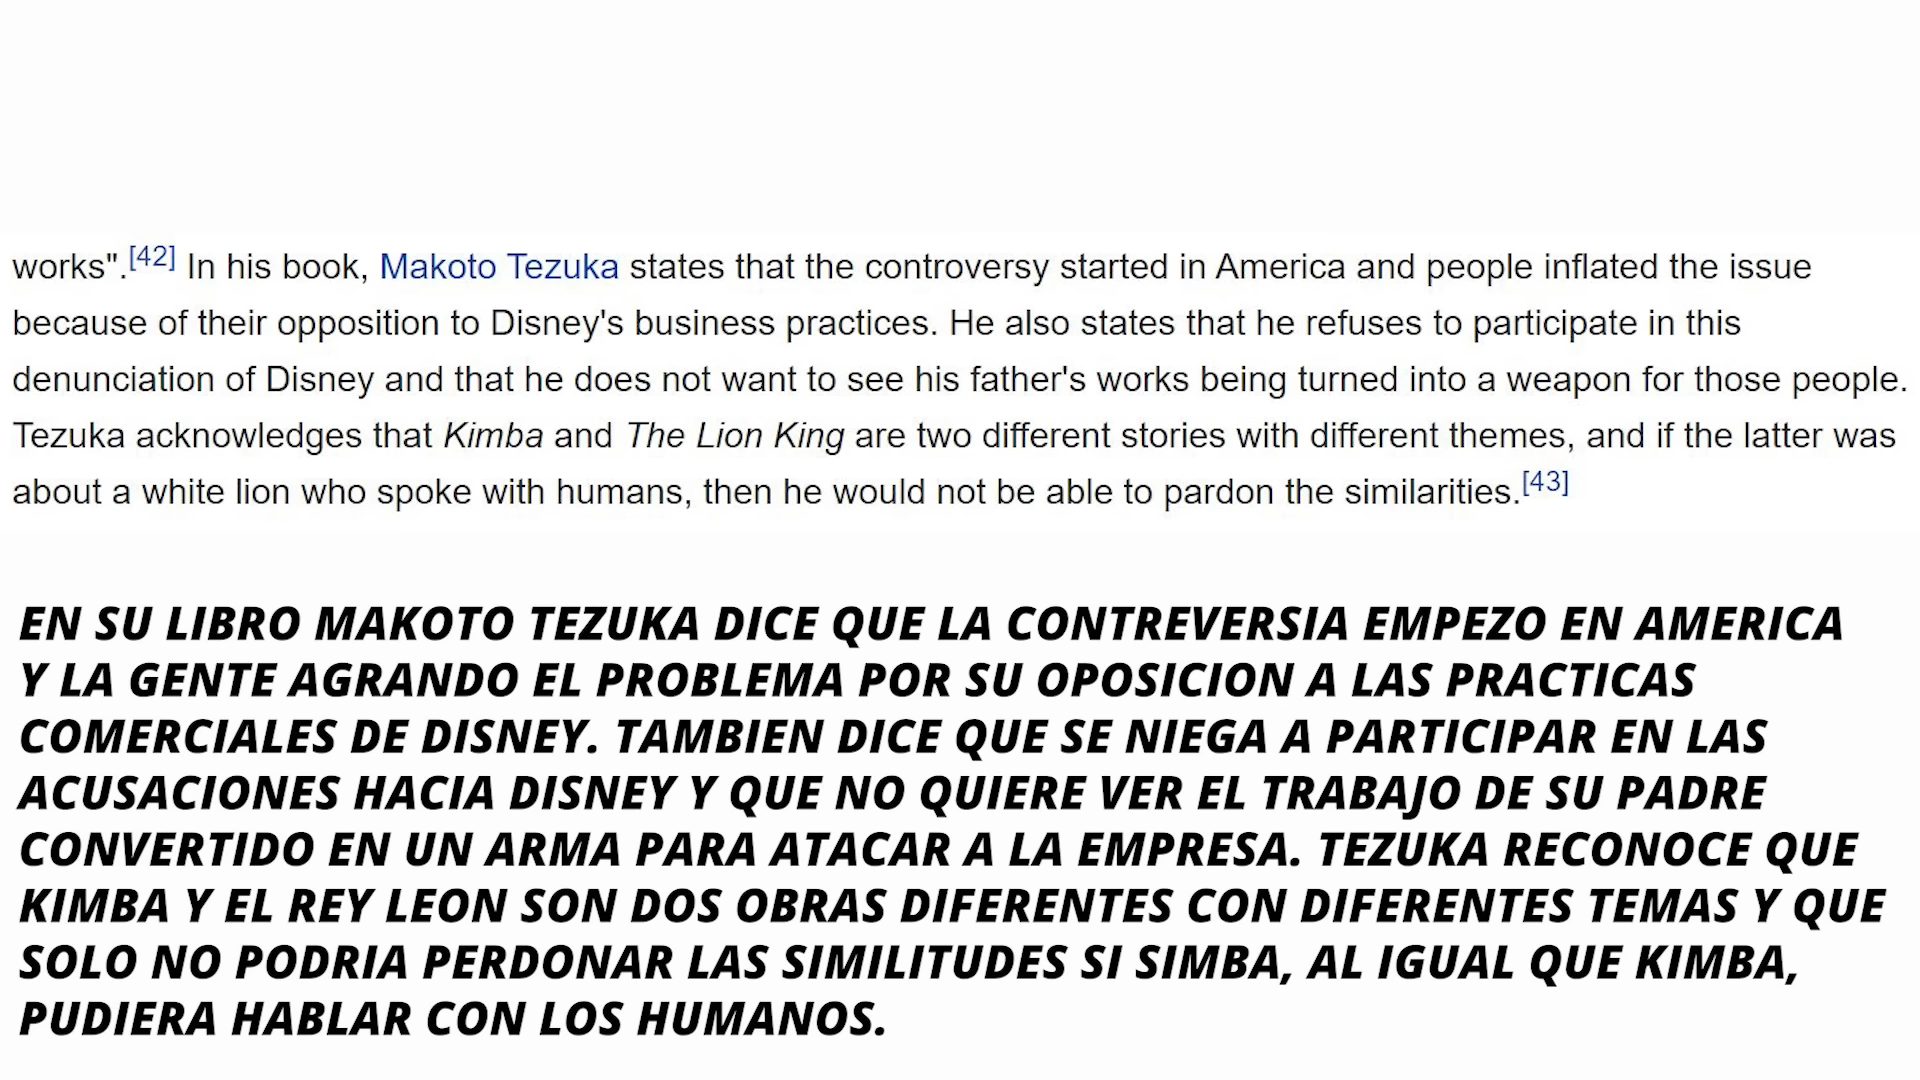 works".[42] In his book, Makoto Tezuka states that the controversy started in America and people inflated the issue
because of their opposition to Disney's business practices. He also states that he refuses to participate in this
denunciation of Disney and that he does not want to see his father's works being turned into a weapon for those people.
Tezuka acknowledges that Kimba and The Lion King are two different stories with different themes, and if the latter was
about a white lion who spoke with humans, then he would not be able to pardon the similarities.[43]
EN SU LIBRO MAKOTO TEZUKA DICE QUE LA CONTREVERSIA EMPEZO EN AMERICA
Y LA GENTE AGRANDO EL PROBLEMA POR SU OPOSICION A LAS PRACTICAS
COMERCIALES DE DISNEY. TAMBIEN DICE QUE SE NIEGA A PARTICIPAR EN LAS
ACUSACIONES HACIA DISNEY Y QUE NO QUIERE VER EL TRABAJO DE SU PADRE
CONVERTIDO EN UN ARMA PARA ATACAR A LA EMPRESA. TEZUKA RECONOCE QUE
KIMBA Y EL REY LEON SON DOS OBRAS DIFERENTES CON DIFERENTES TEMAS Y QUE
SOLO NO PODRIA PERDONAR LAS SIMILITUDES SI SIMBA, AL IGUAL QUE KIMBA,
PUDIERA HABLAR CON LOS HUMANOS.